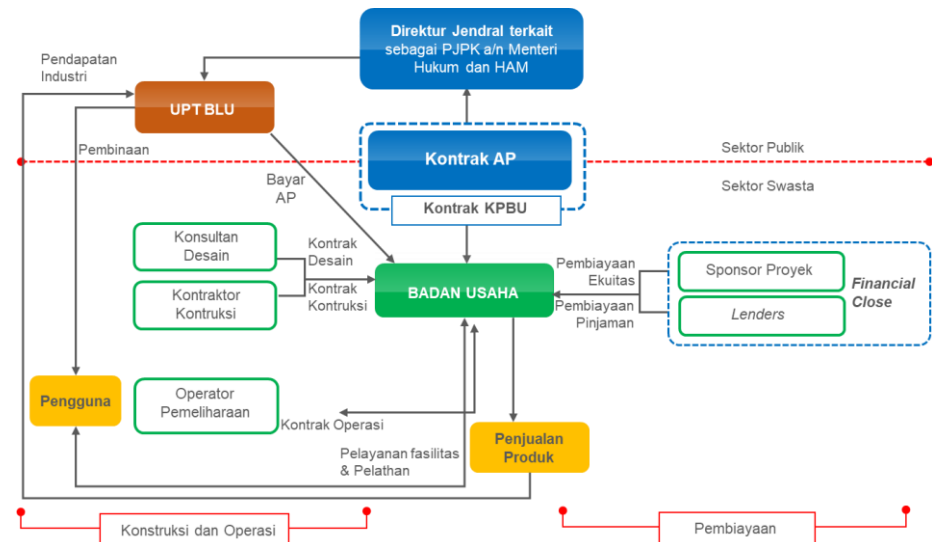 Direktur Jendral terkait
sebagai PJPK a/n Menteri
Hukum dan HAM
Pendapatan
Industri
UPT BLU
Pembinaan
Kontrak AP
Sektor Publik
Sektor Swasta
Bayar
AP
Kontrak KPBU
Konsultan
Desain
Kontrak
Desain
Kontraktor
Kontruksi
Kontrak
Kontruksi
BADAN USAHA
Pembiayaan
Ekuitas
Pembiayaan
Pinjaman
Sponsor Proyek
Lenders
Financial
Close
Pengguna
Operator
Pemeliharaan
Kontrak Operasi
Pelayanan fasilitas
& Pelathan
Penjualan
Produk
Konstruksi dan Operasi
Pembiayaan